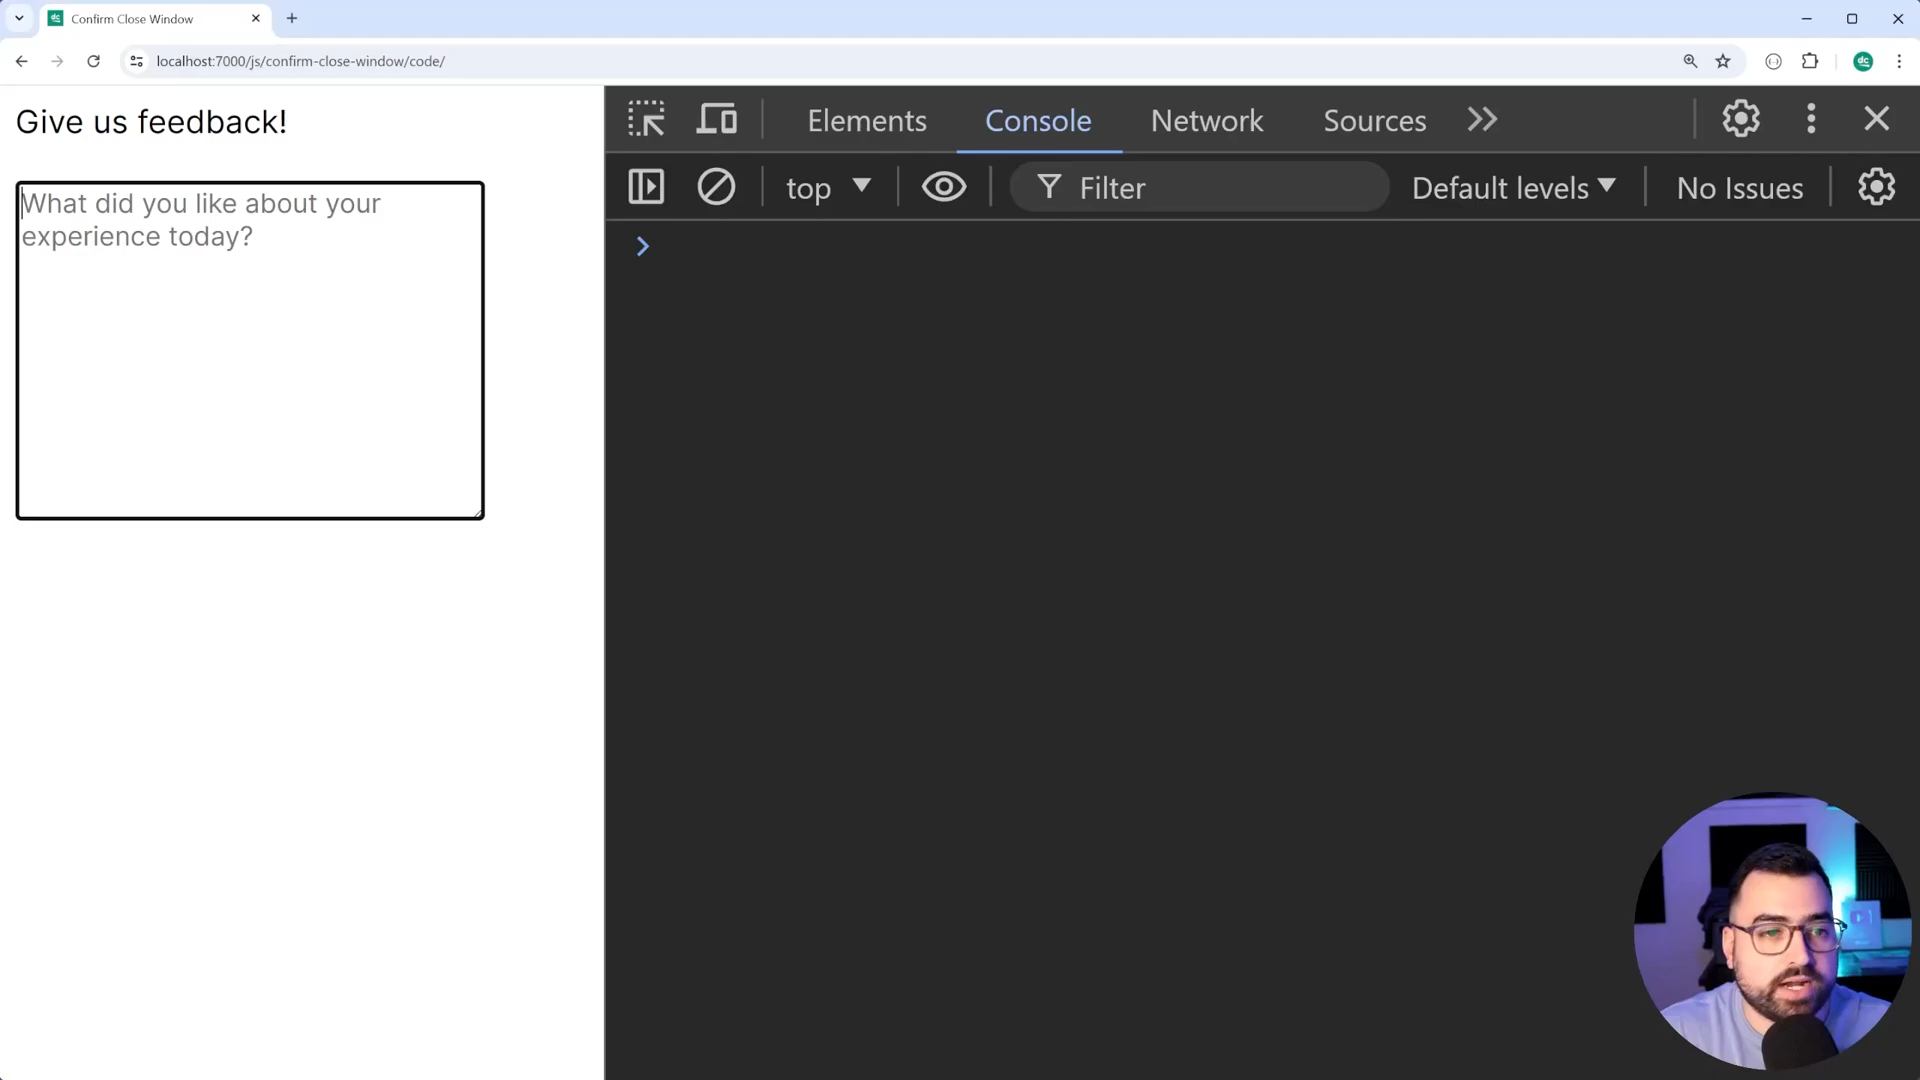 Confirm Close Window
localhost:7000/js/confirm-close-window/code/
dc
Give us feedback!
What did you like about your
experience today?
Elements
Console
Network
Sources
top
Filter
Default levels
No Issues